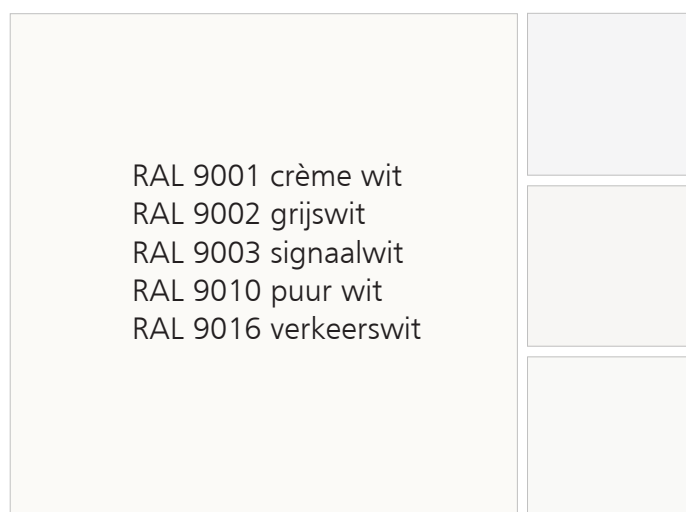 RAL 9001 crème wit
RAL 9002 grijswit
RAL 9003 signaalwit
RAL 9010 puur wit
RAL 9016 verkeerswit